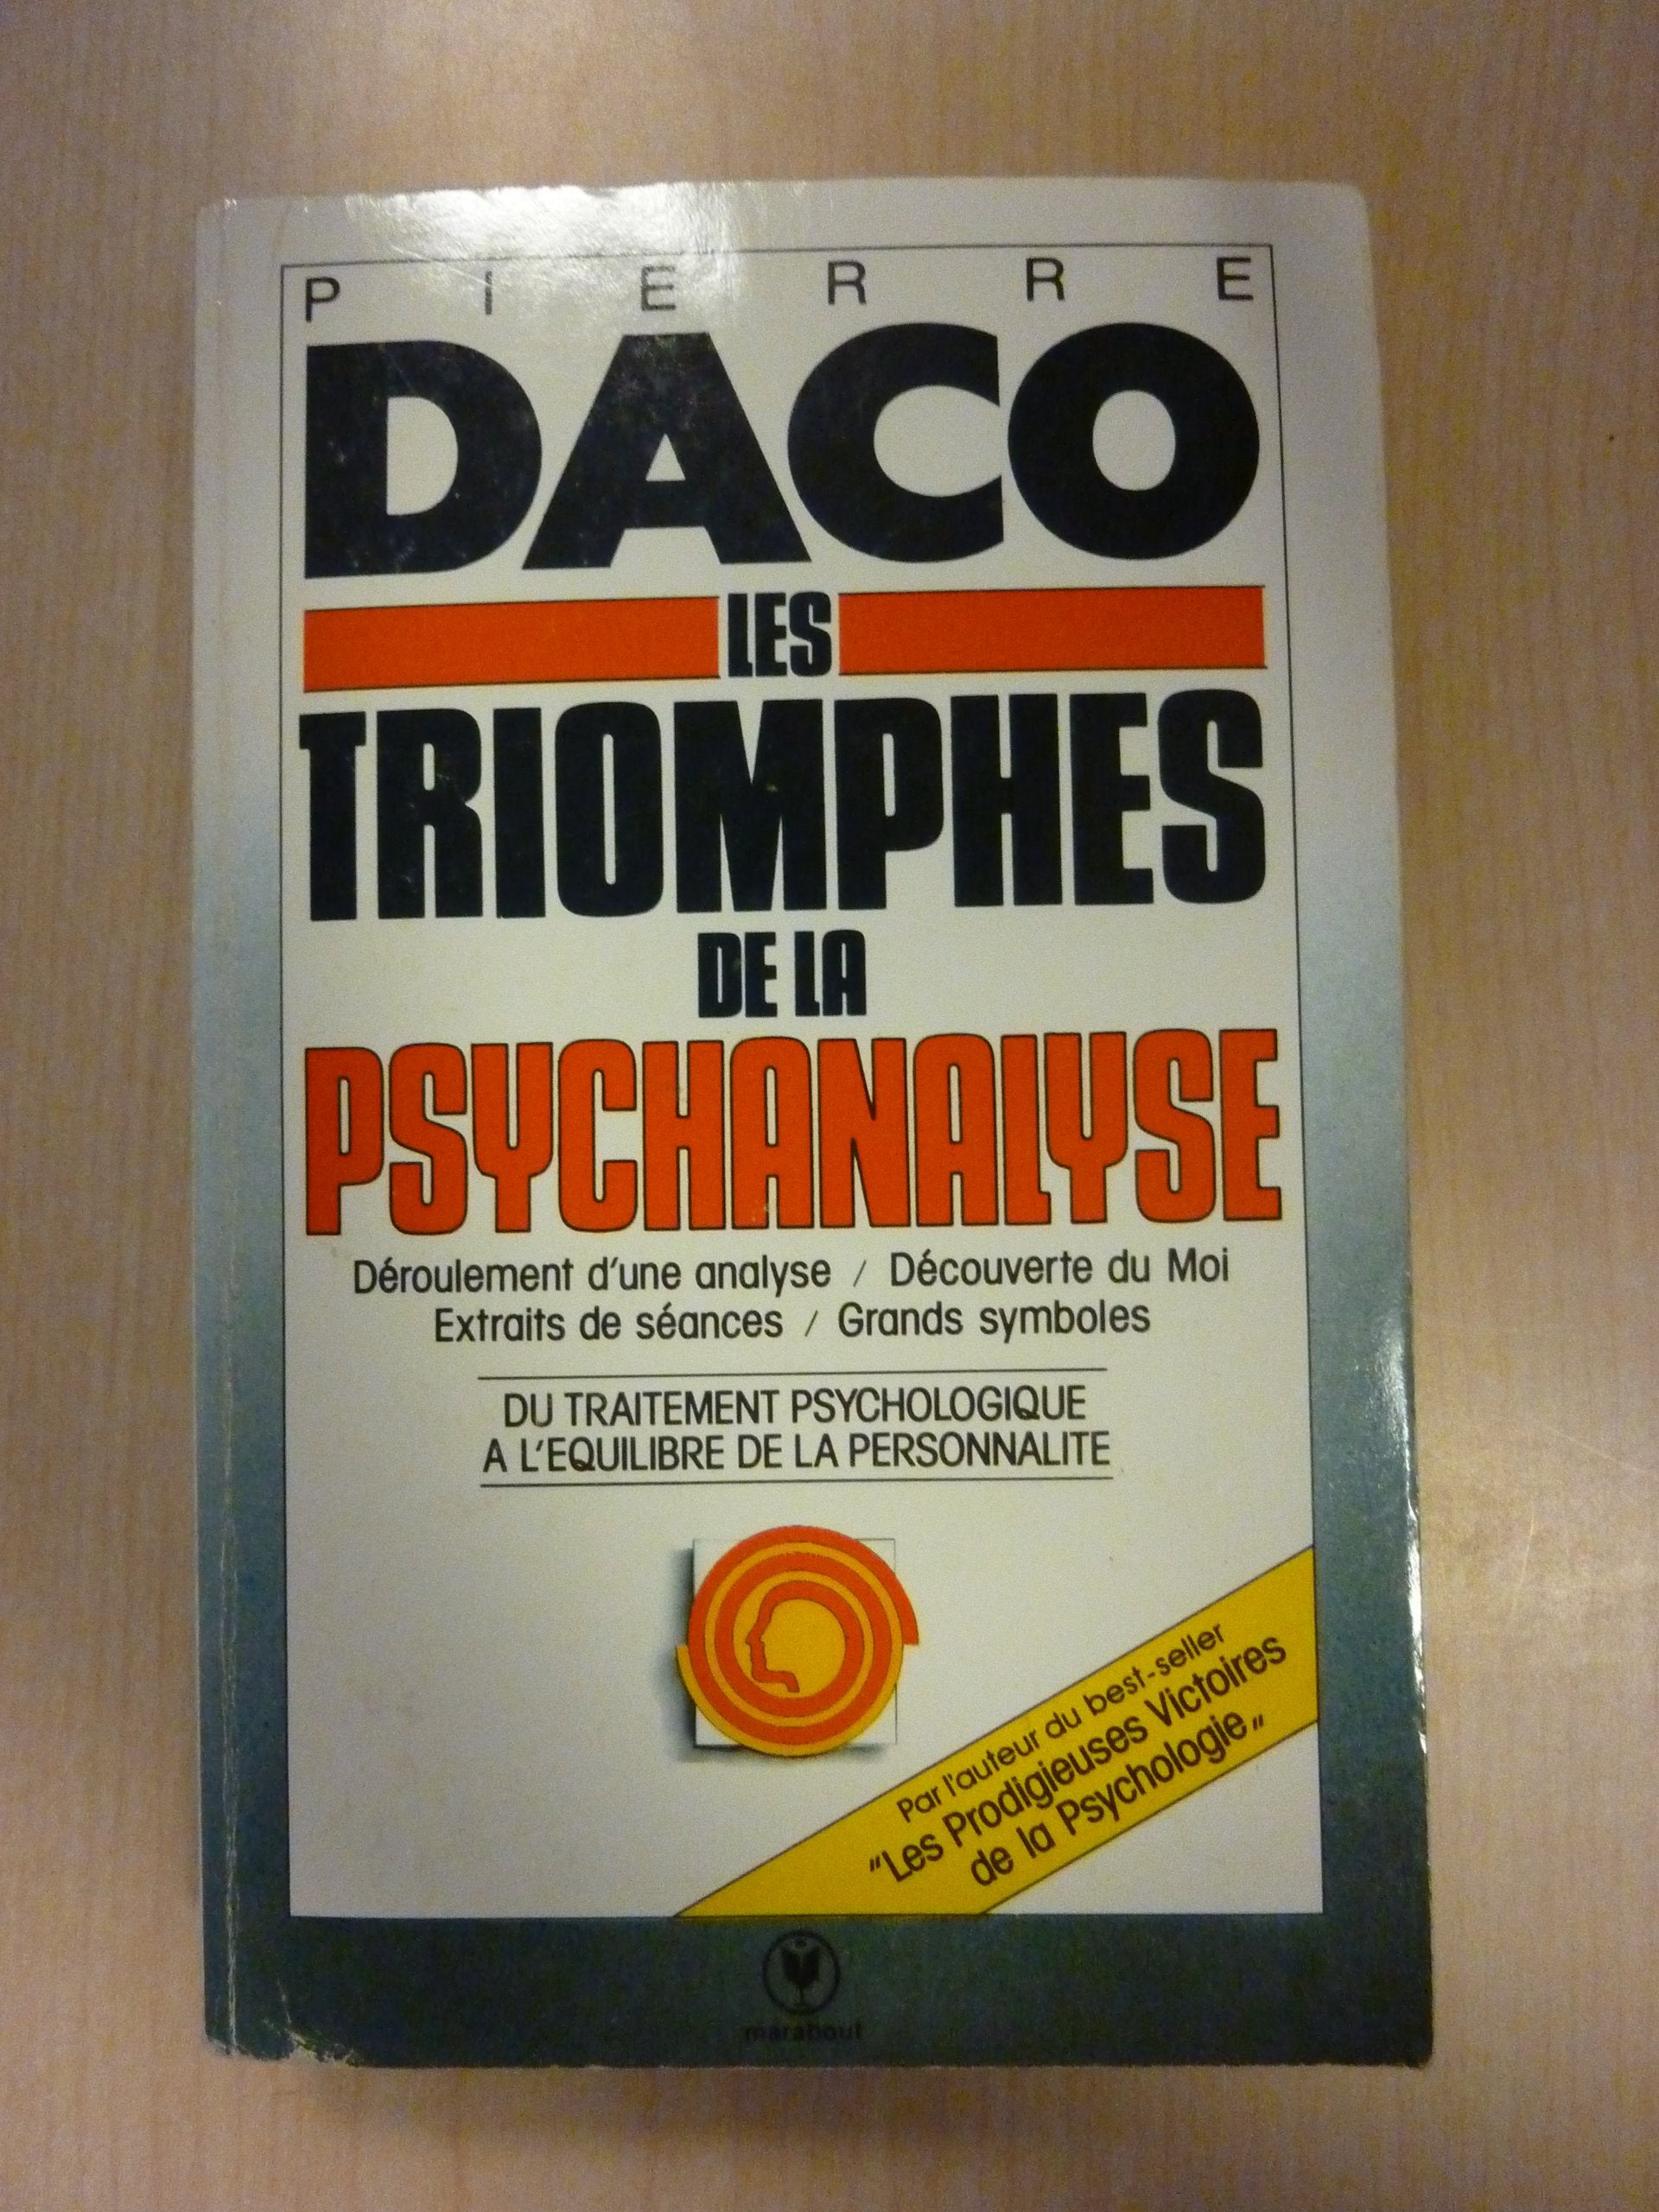 PIERRE
DACO
LES
TRIOMPHES
DE LA
PSYCHANALYSE
Déroulement d'une analyse / Découverte du Moi
Extraits de séances / Grands symboles
DU TRAITEMENT PSYCHOLOGIQUE
A L'EQUILIBRE DE LA PERSONNALITE
Par l'auteur du best-seller
"Les Prodigieuses Victoires
de la Psychologie"
marabout